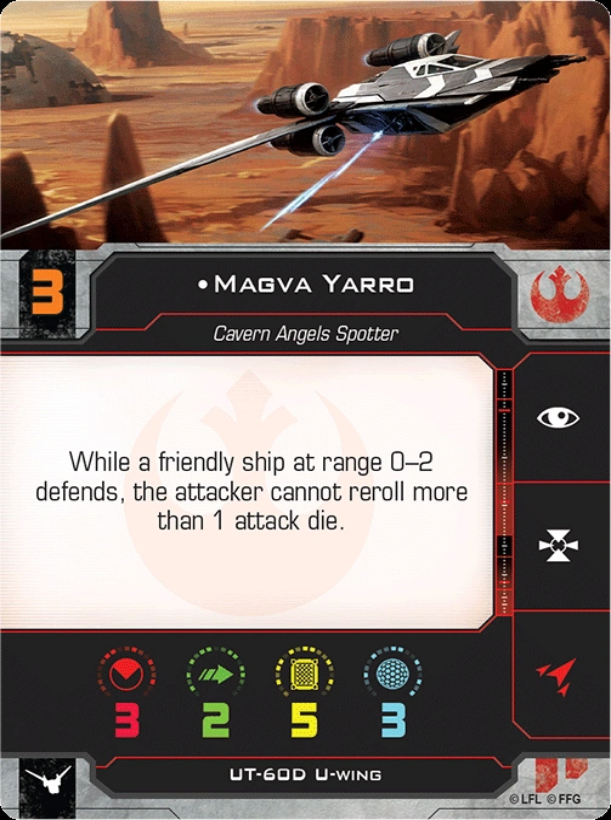 3
•Magva Yarro
Cavern Angels Spotter
While a friendly ship at range 0–2
defends, the attacker cannot reroll more
than 1 attack die.
3 2 5 3
UT-60D U-wing
©LFL ©FFG